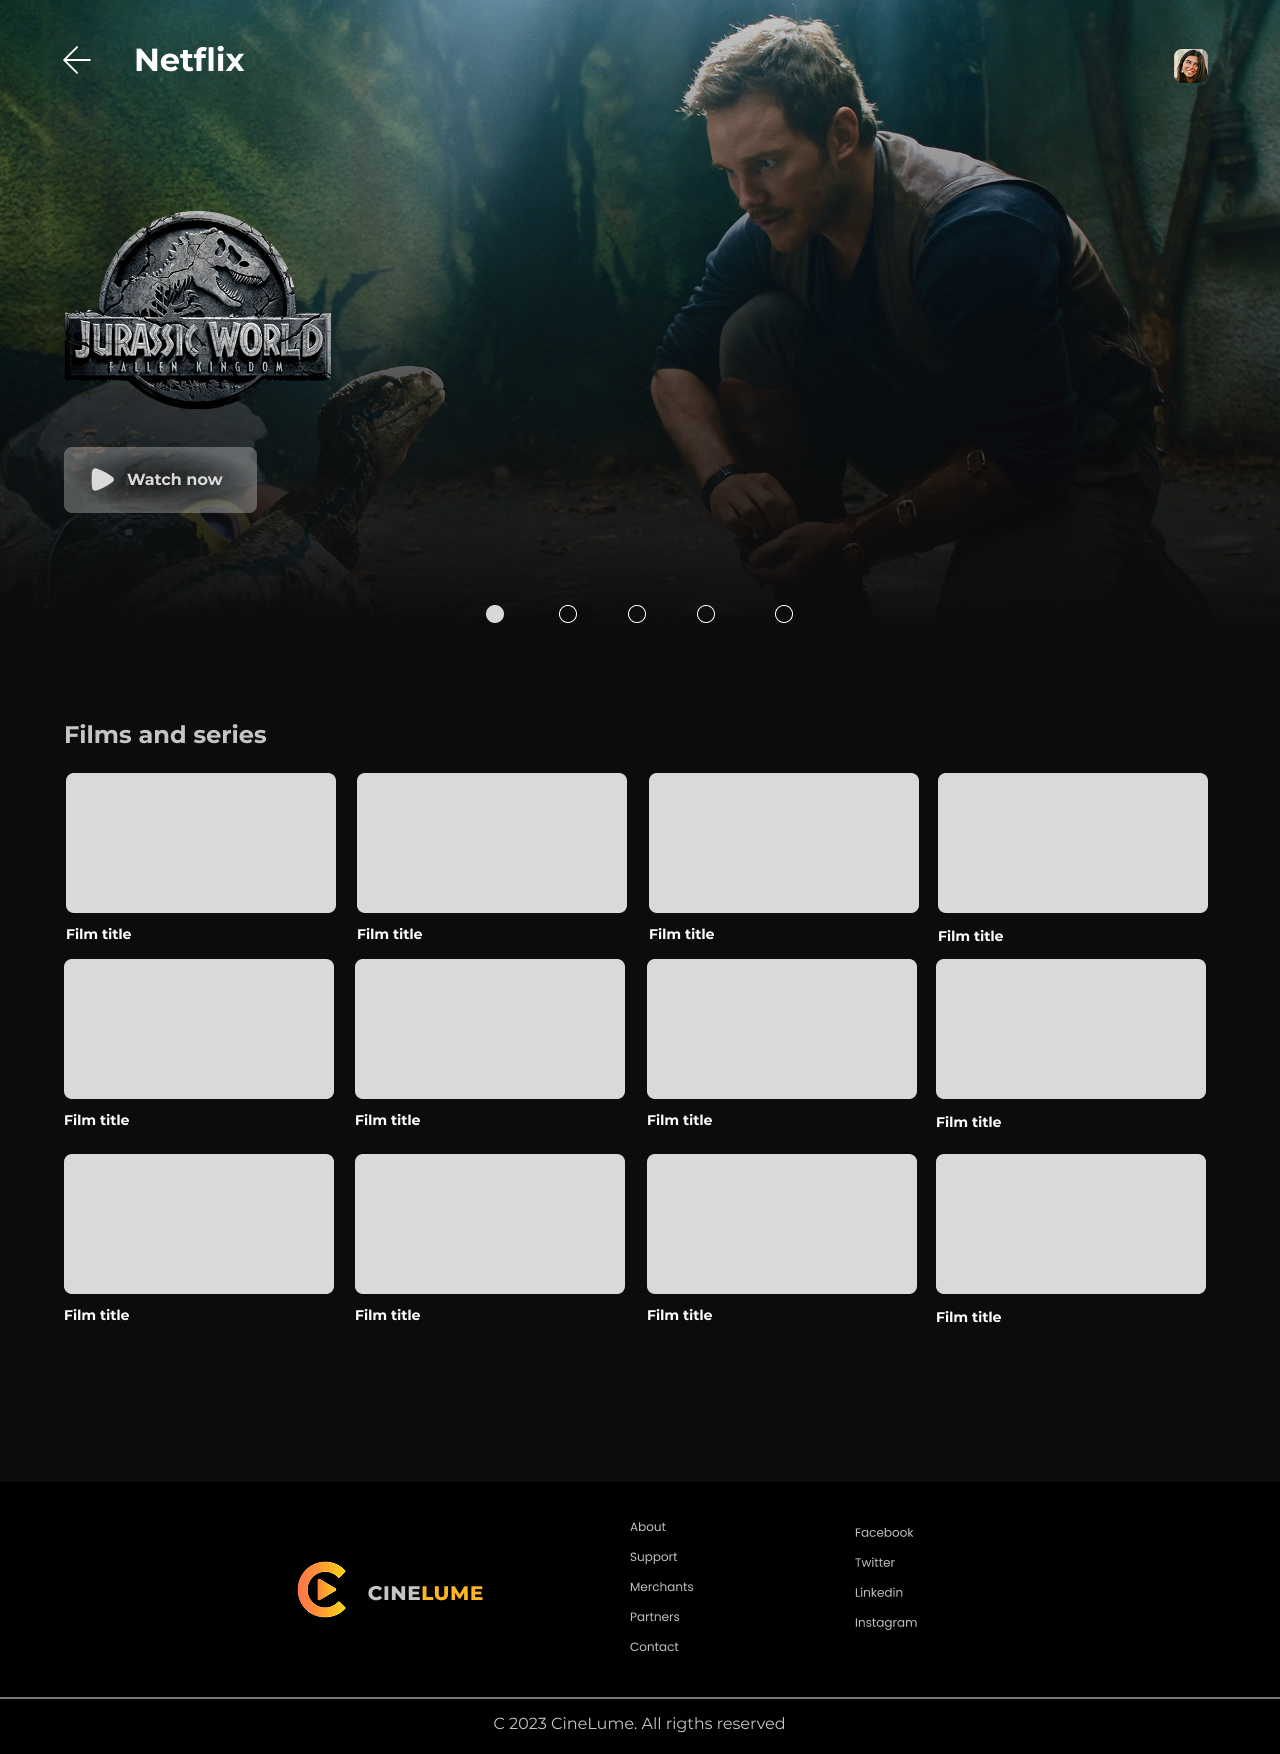 Netflix
JURASSIC WORLD
FALLEN KINGDOM
Watch now
Films and series
Film title
Film title
Film title
Film title
Film title
Film title
Film title
Film title
Film title
Film title
Film title
Film title
About
Support
Merchants
Partners
Contact
Facebook
Twitter
Linkedin
Instagram
CINELUME
C 2023 CineLume. All rigths reserved